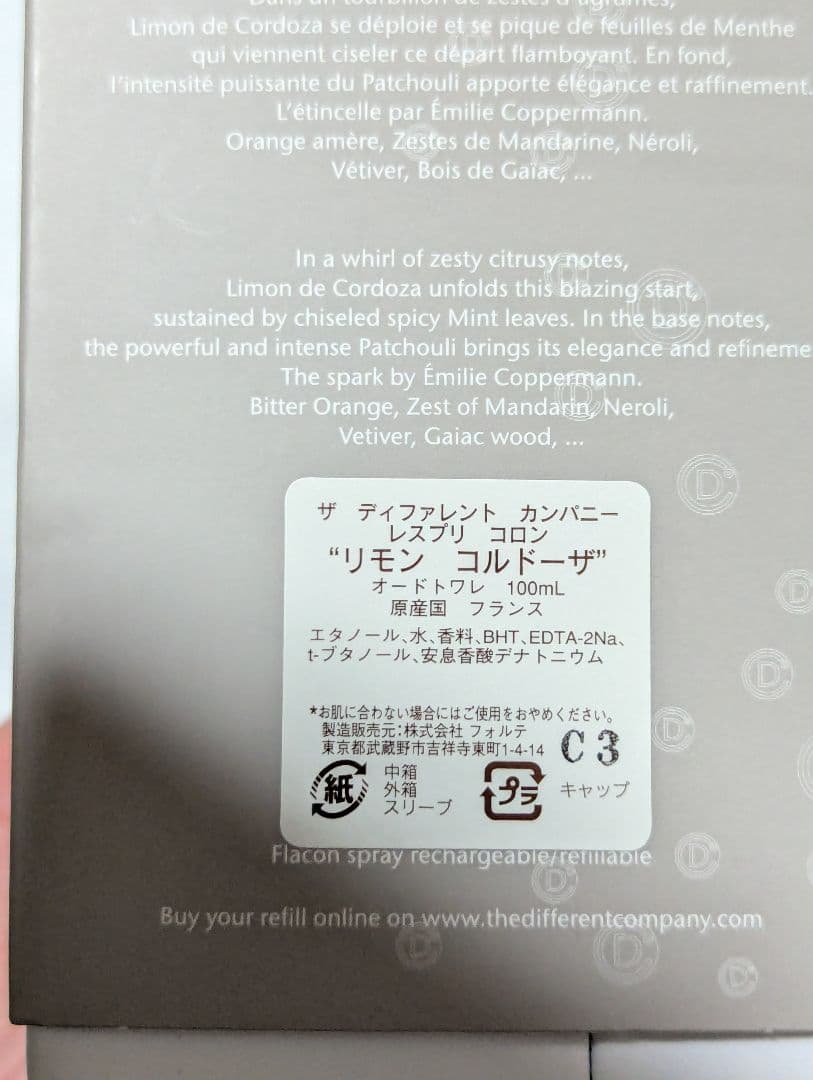 Dans un tourbillon de zestes d'agrumes,
Limon de Cordoza se déploie et se pique de feuilles de Menthe
qui viennent ciseler ce départ flamboyant. En fond,
l'intensité puissante du Patchouli apporte élégance et raffinement.
L'étincelle par Émilie Coppermann.
Orange amère, Zestes de Mandarine, Néroli,
Vétiver, Bois de Gaïac, ...
In a whirl of zesty citrusy notes,
Limon de Cordoza unfolds this blazing start,
sustained by chiseled spicy Mint leaves. In the base notes,
the powerful and intense Patchouli brings its elegance and refineme
The spark by Émilie Coppermann.
Bitter Orange, Zest of Mandarin, Neroli,
Vetiver, Gaiac wood, ...
ザ ディファレント カンパニー
レスプリ コロン
“リモン コルドーザ”
オードトワレ 100mL
原産国 フランス
エタノール、水、香料、BHT、EDTA-2Na、
t-ブタノール、安息香酸デナトニウム
*お肌に合わない場合にはご使用をおやめください。
製造販売元:株式会社 フォルテ
東京都武蔵野市吉祥寺東町1-4-14
C3
紙
中箱
外箱
スリーブ
プラ
キャップ
Flacon spray rechargeable/refillable
Buy your refill online on www.thedifferentcompany.com